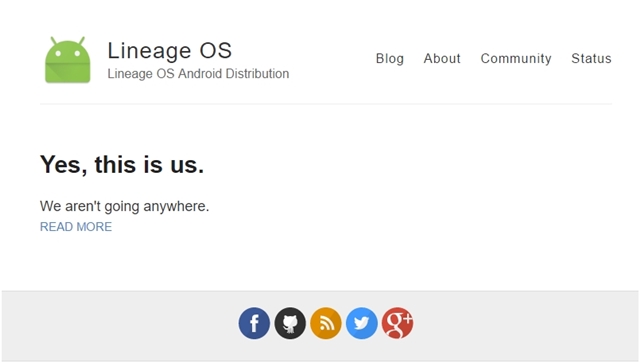 Lineage OS
Lineage OS Android Distribution
Blog About Community Status
Yes, this is us.
We aren't going anywhere.
READ MORE